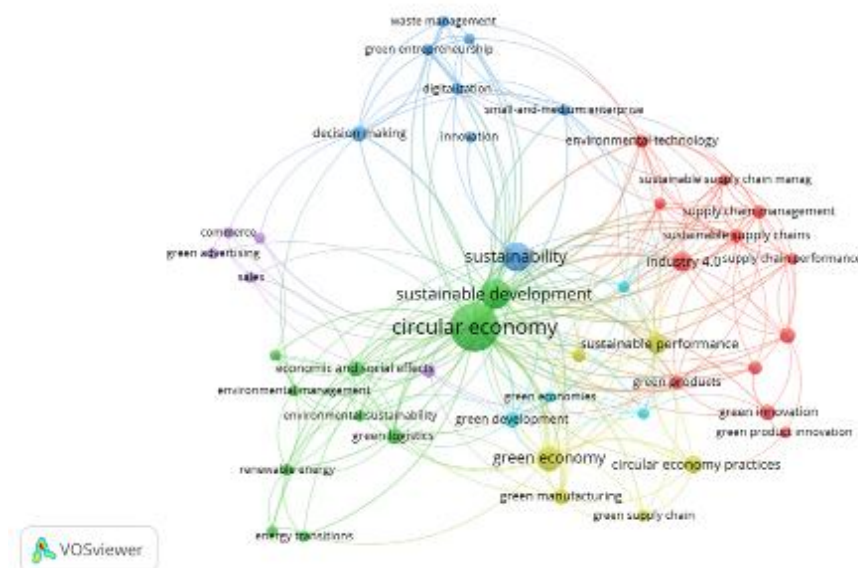 waste management
green entrepreneurship
digitalization
small-and-medium enterprise
decision making
innovation
environmental technology
sustainable supply chain manag
supply chain management
commerce
sustainable supply chains
green advertising
sustainability
industry 4.0
supply chain performance
sales
sustainable development
circular economy
sustainable performance
economic and social effects
green products
environmental management
green economies
environmental sustainability
green development
green innovation
green logistics
green product innovation
green economy
circular economy practices
renewable energy
green manufacturing
green supply chain
energy transitions
VOSviewer